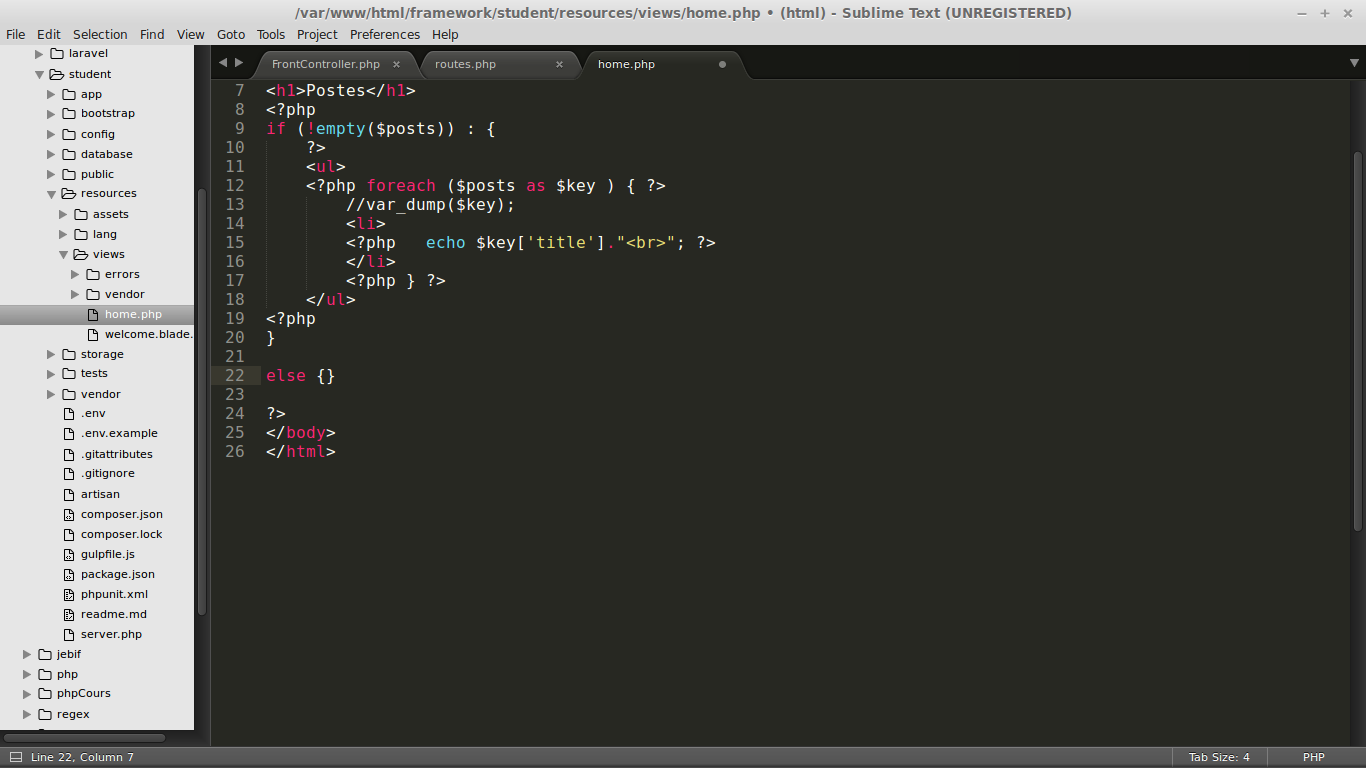 /var/www/html/framework/student/resources/views/home.php • (html) - Sublime Text (UNREGISTERED)
File Edit Selection Find View Goto Tools Project Preferences Help
laravel
student
app
bootstrap
config
database
public
resources
assets
lang
views
errors
vendor
home.php
welcome.blade.
storage
tests
vendor
.env
.env.example
.gitattributes
.gitignore
artisan
composer.json
composer.lock
gulpfile.js
package.json
phpunit.xml
readme.md
server.php
jebif
php
phpCours
regex
FrontController.php × routes.php × home.php
7 <h1>Postes</h1>
8 <?php
9 if (!empty($posts)) : {
10     ?>
11     <ul>
12     <?php foreach ($posts as $key ) { ?>
13         //var_dump($key);
14         <li>
15         <?php   echo $key['title']."<br>"; ?>
16         </li>
17         <?php } ?>
18     </ul>
19 <?php
20 }
21
22 else {}
23
24 ?>
25 </body>
26 </html>
Line 22, Column 7 Tab Size: 4 PHP